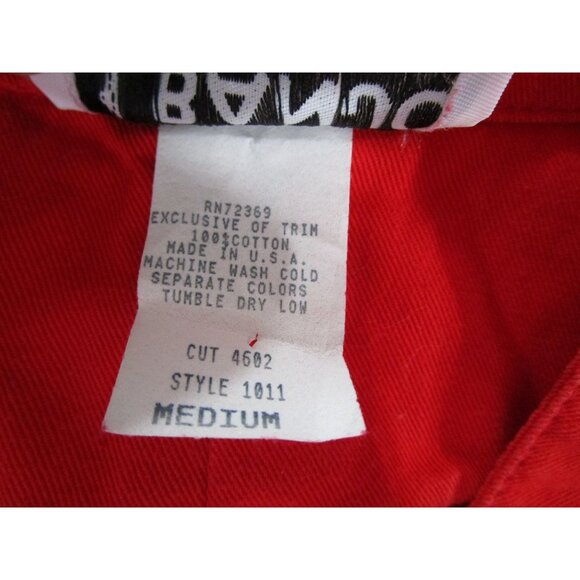 RN72369
EXCLUSIVE OF TRIM
100%COTTON
MADE IN U.S.A.
MACHINE WASH COLD
SEPARATE COLORS
TUMBLE DRY LOW
CUT 4602
STYLE 1011
MEDIUM